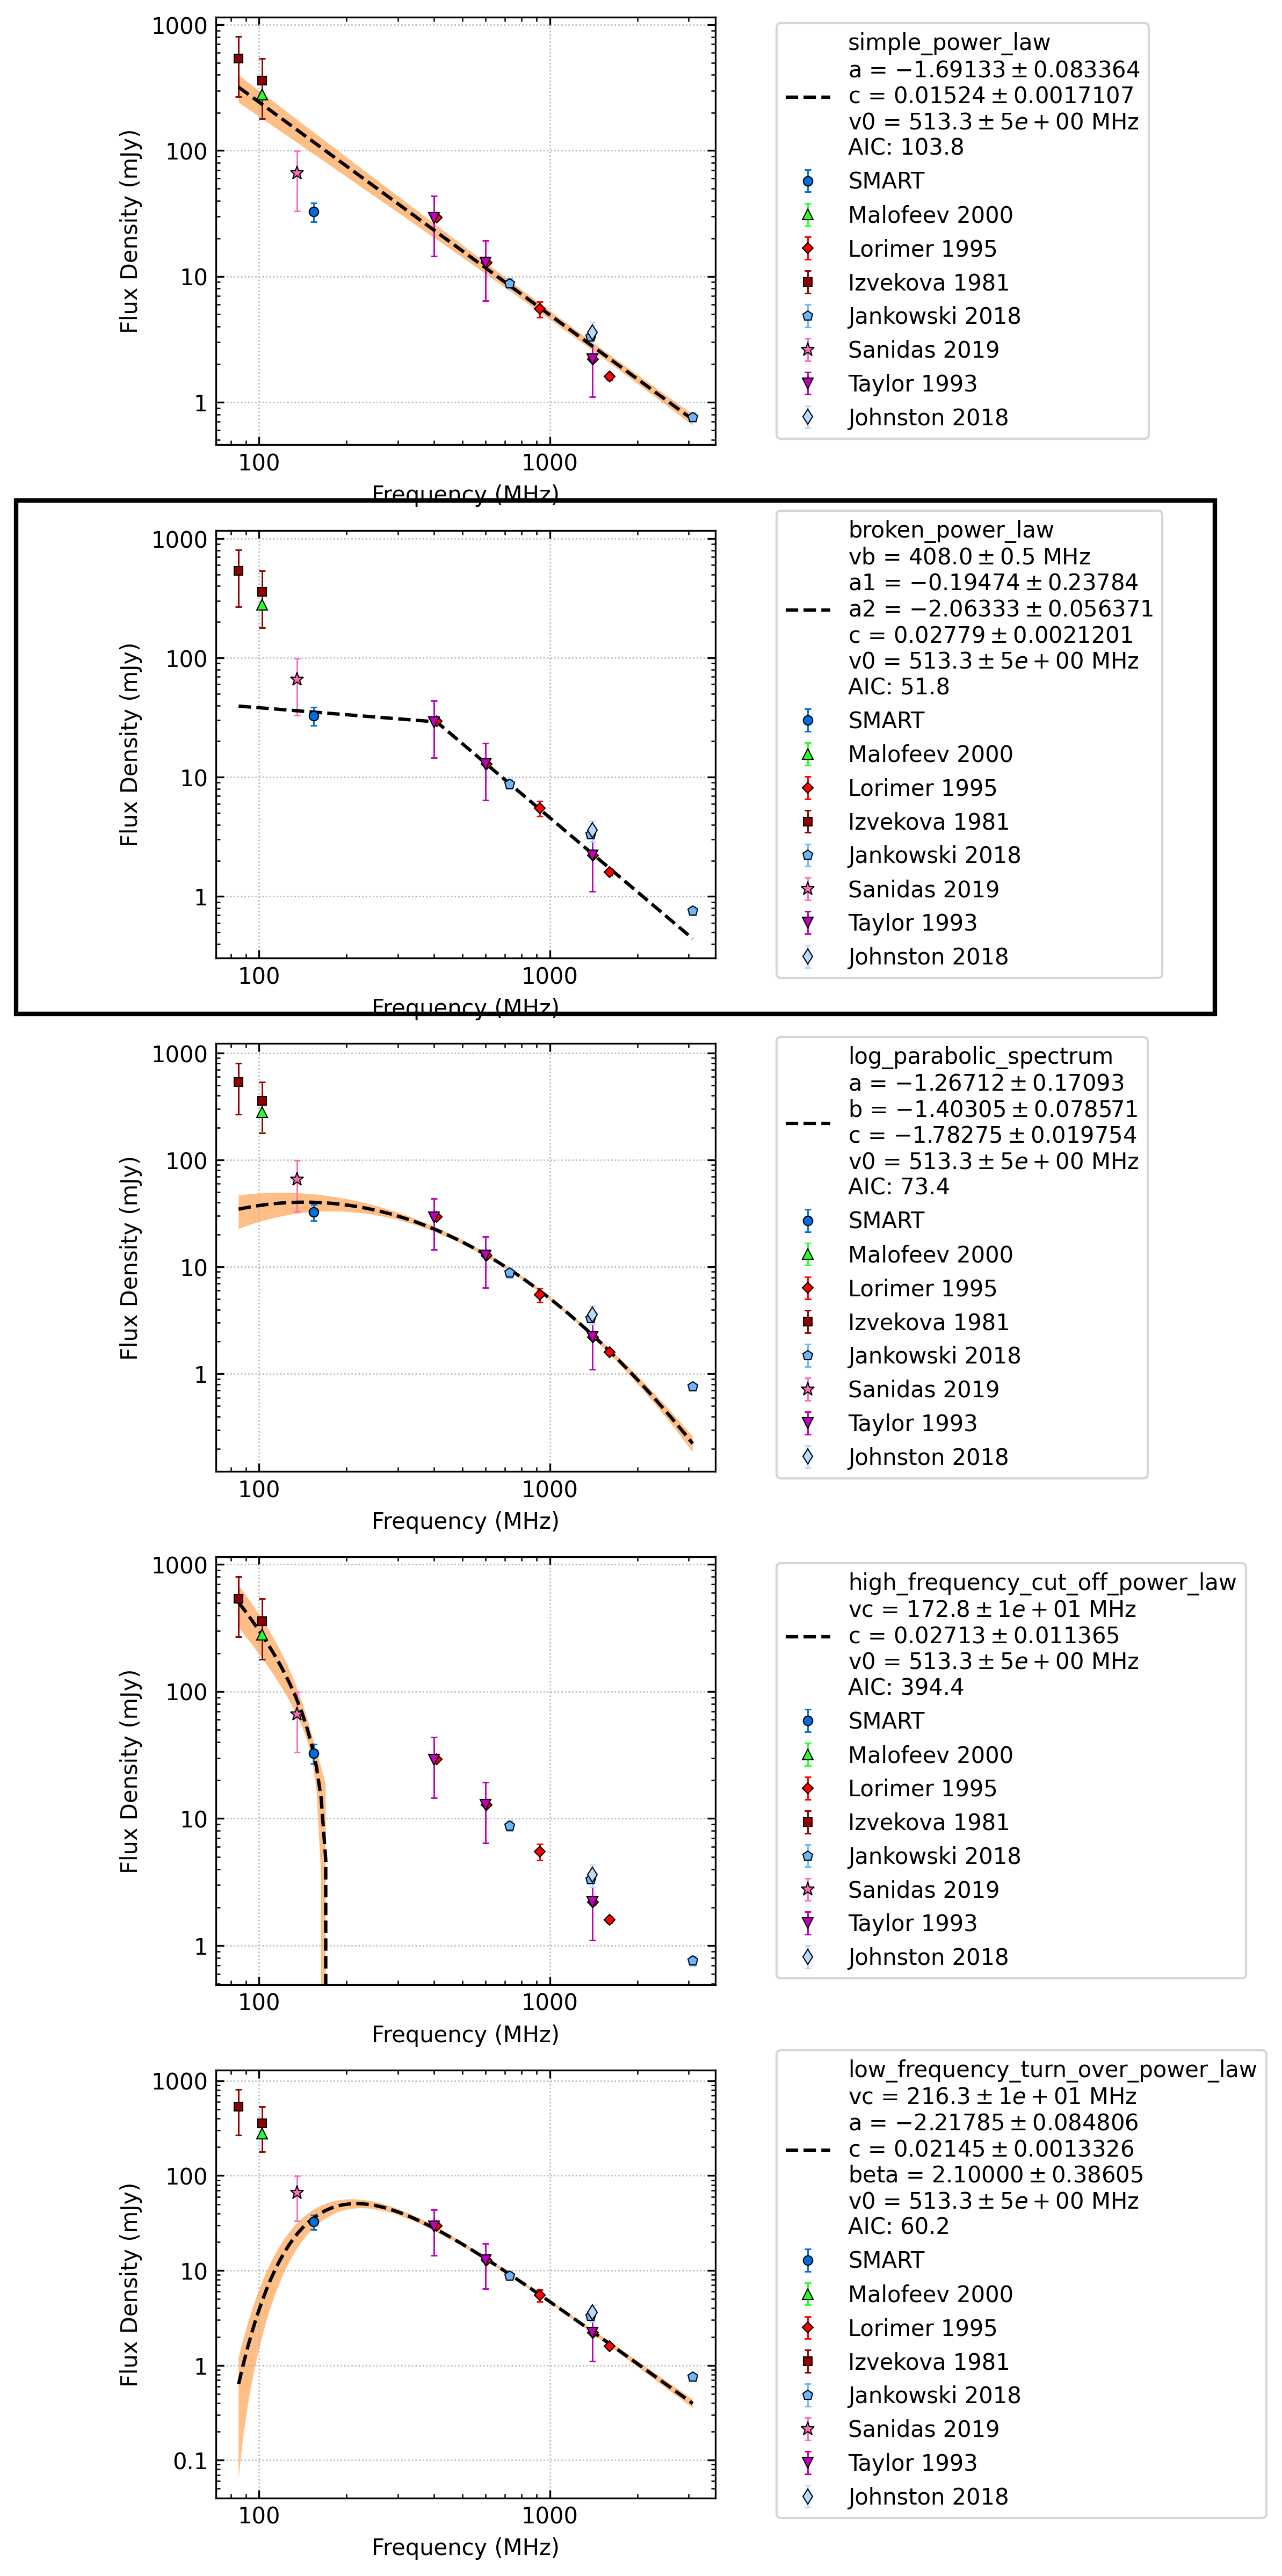 1000
100
10
1
Flux Density (mJy)
100 1000
Frequency (MHz)
simple_power_law
a = −1.69133 ± 0.083364
c = 0.01524 ± 0.0017107
v0 = 513.3 ± 5e + 00 MHz
AIC: 103.8
SMART
Malofeev 2000
Lorimer 1995
Izvekova 1981
Jankowski 2018
Sanidas 2019
Taylor 1993
Johnston 2018
1000
100
10
1
Flux Density (mJy)
100 1000
Frequency (MHz)
broken_power_law
vb = 408.0 ± 0.5 MHz
a1 = −0.19474 ± 0.23784
a2 = −2.06333 ± 0.056371
c = 0.02779 ± 0.0021201
v0 = 513.3 ± 5e + 00 MHz
AIC: 51.8
SMART
Malofeev 2000
Lorimer 1995
Izvekova 1981
Jankowski 2018
Sanidas 2019
Taylor 1993
Johnston 2018
1000
100
10
1
Flux Density (mJy)
100 1000
Frequency (MHz)
log_parabolic_spectrum
a = −1.26712 ± 0.17093
b = −1.40305 ± 0.078571
c = −1.78275 ± 0.019754
v0 = 513.3 ± 5e + 00 MHz
AIC: 73.4
SMART
Malofeev 2000
Lorimer 1995
Izvekova 1981
Jankowski 2018
Sanidas 2019
Taylor 1993
Johnston 2018
1000
100
10
1
Flux Density (mJy)
100 1000
Frequency (MHz)
high_frequency_cut_off_power_law
vc = 172.8 ± 1e + 01 MHz
c = 0.02713 ± 0.011365
v0 = 513.3 ± 5e + 00 MHz
AIC: 394.4
SMART
Malofeev 2000
Lorimer 1995
Izvekova 1981
Jankowski 2018
Sanidas 2019
Taylor 1993
Johnston 2018
1000
100
10
1
0.1
Flux Density (mJy)
100 1000
Frequency (MHz)
low_frequency_turn_over_power_law
vc = 216.3 ± 1e + 01 MHz
a = −2.21785 ± 0.084806
c = 0.02145 ± 0.0013326
beta = 2.10000 ± 0.38605
v0 = 513.3 ± 5e + 00 MHz
AIC: 60.2
SMART
Malofeev 2000
Lorimer 1995
Izvekova 1981
Jankowski 2018
Sanidas 2019
Taylor 1993
Johnston 2018